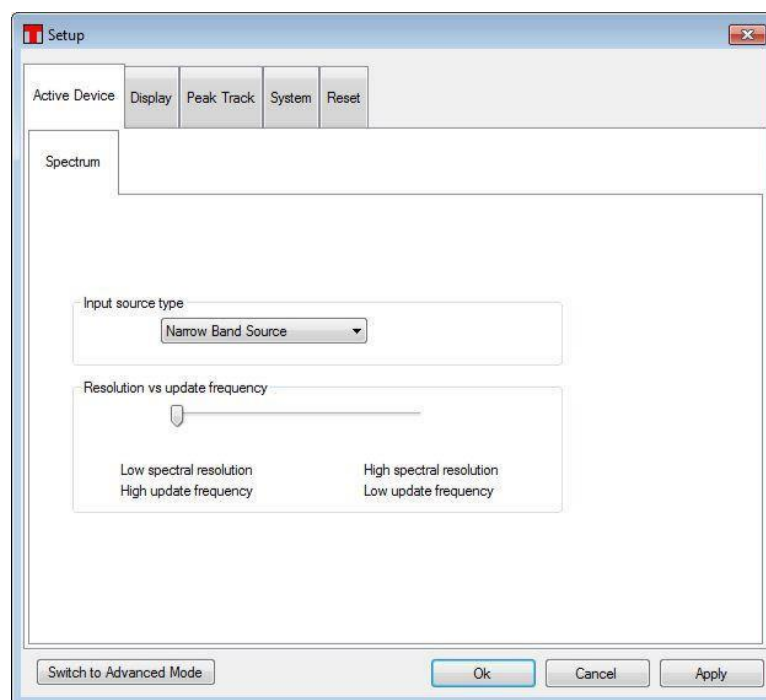 Setup
Active Device
Display
Peak Track
System
Reset
Spectrum
Input source type
Narrow Band Source
Resolution vs update frequency
Low spectral resolution
High update frequency
High spectral resolution
Low update frequency
Switch to Advanced Mode
Ok
Cancel
Apply